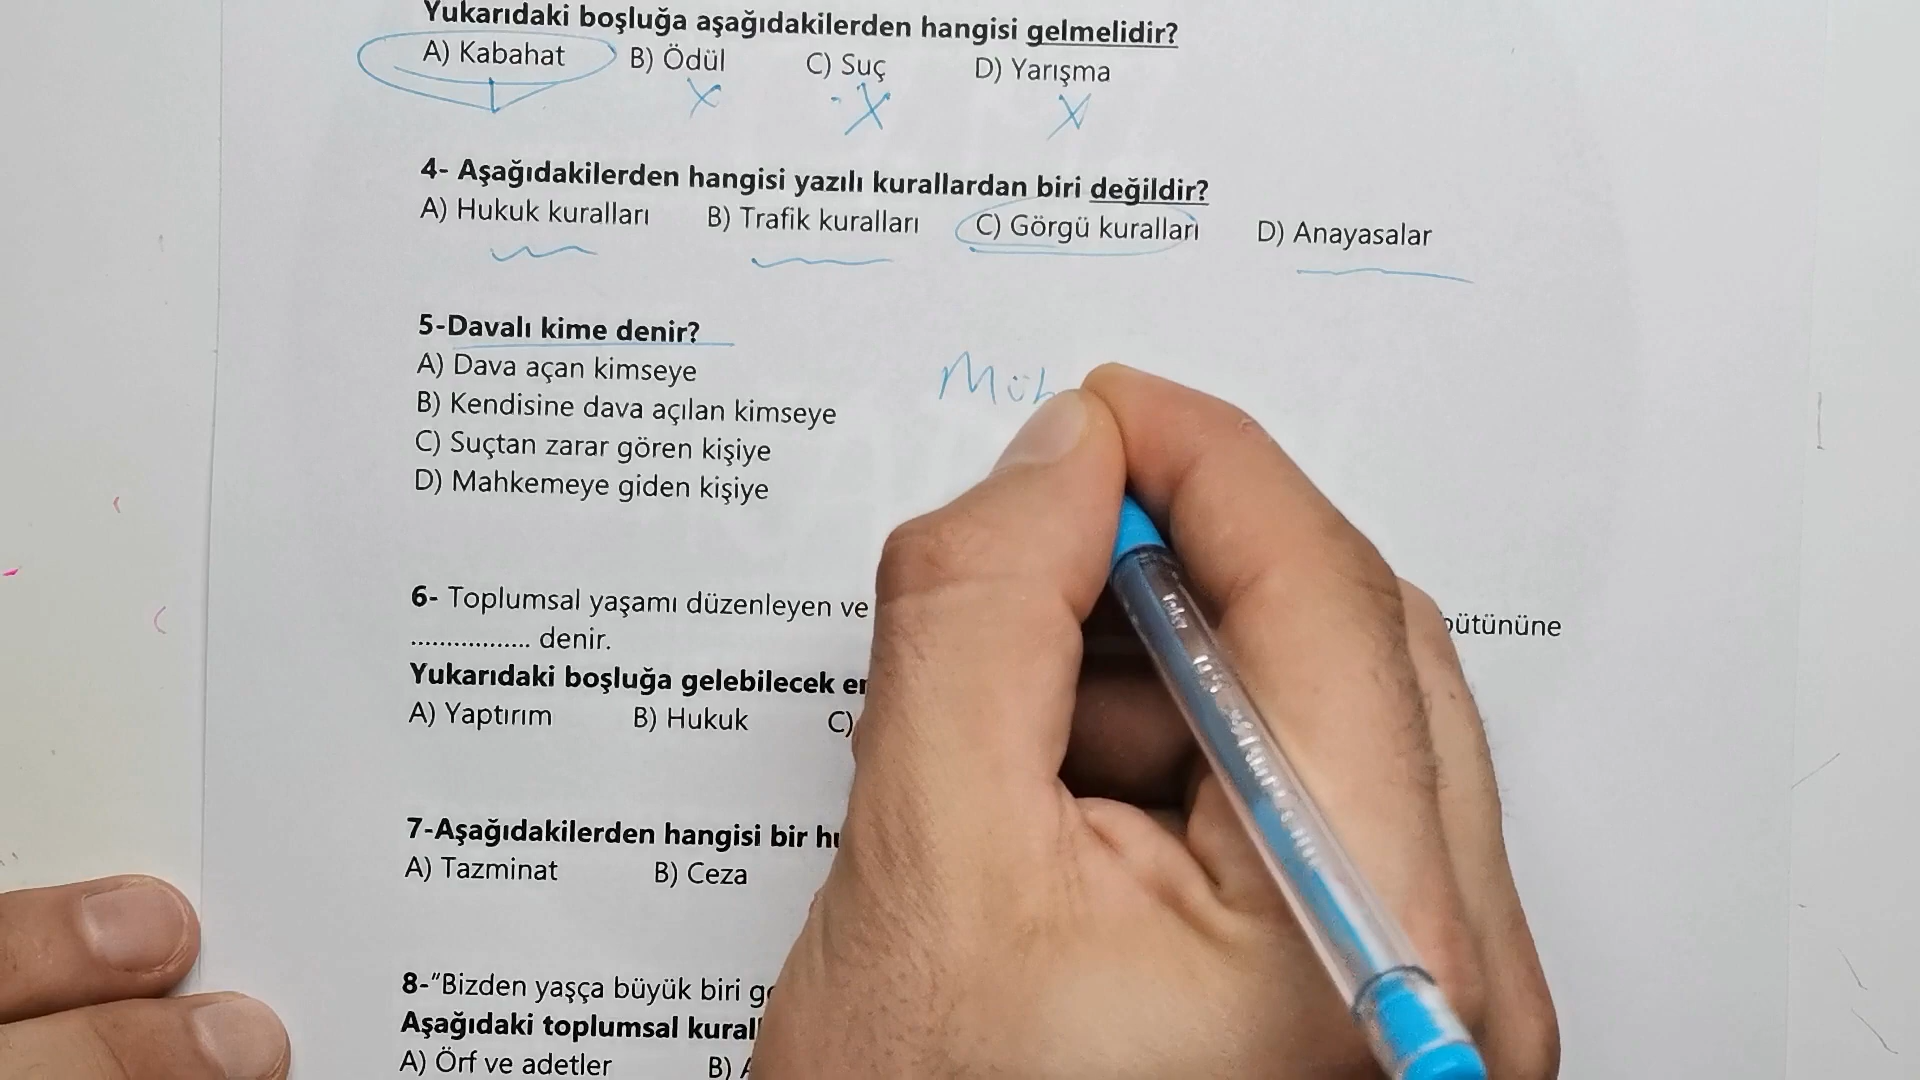 Yukarıdaki boşluğa aşağıdakilerden hangisi gelmelidir?
A) Kabahat B) Ödül C) Suç D) Yarışma
4- Aşağıdakilerden hangisi yazılı kurallardan biri değildir?
A) Hukuk kuralları B) Trafik kuralları C) Görgü kuralları D) Anayasalar
5-Davalı kime denir?
A) Dava açan kimseye
B) Kendisine dava açılan kimseye
C) Suçtan zarar gören kişiye
D) Mahkemeye giden kişiye
6- Toplumsal yaşamı düzenleyen ve bütününe
................. denir.
Yukarıdaki boşluğa gelebilecek
A) Yaptırım B) Hukuk C)
7-Aşağıdakilerden hangisi bir
A) Tazminat B) Ceza
8-"Bizden yaşça büyük biri
Aşağıdaki toplumsal
A) Örf ve adetler B)